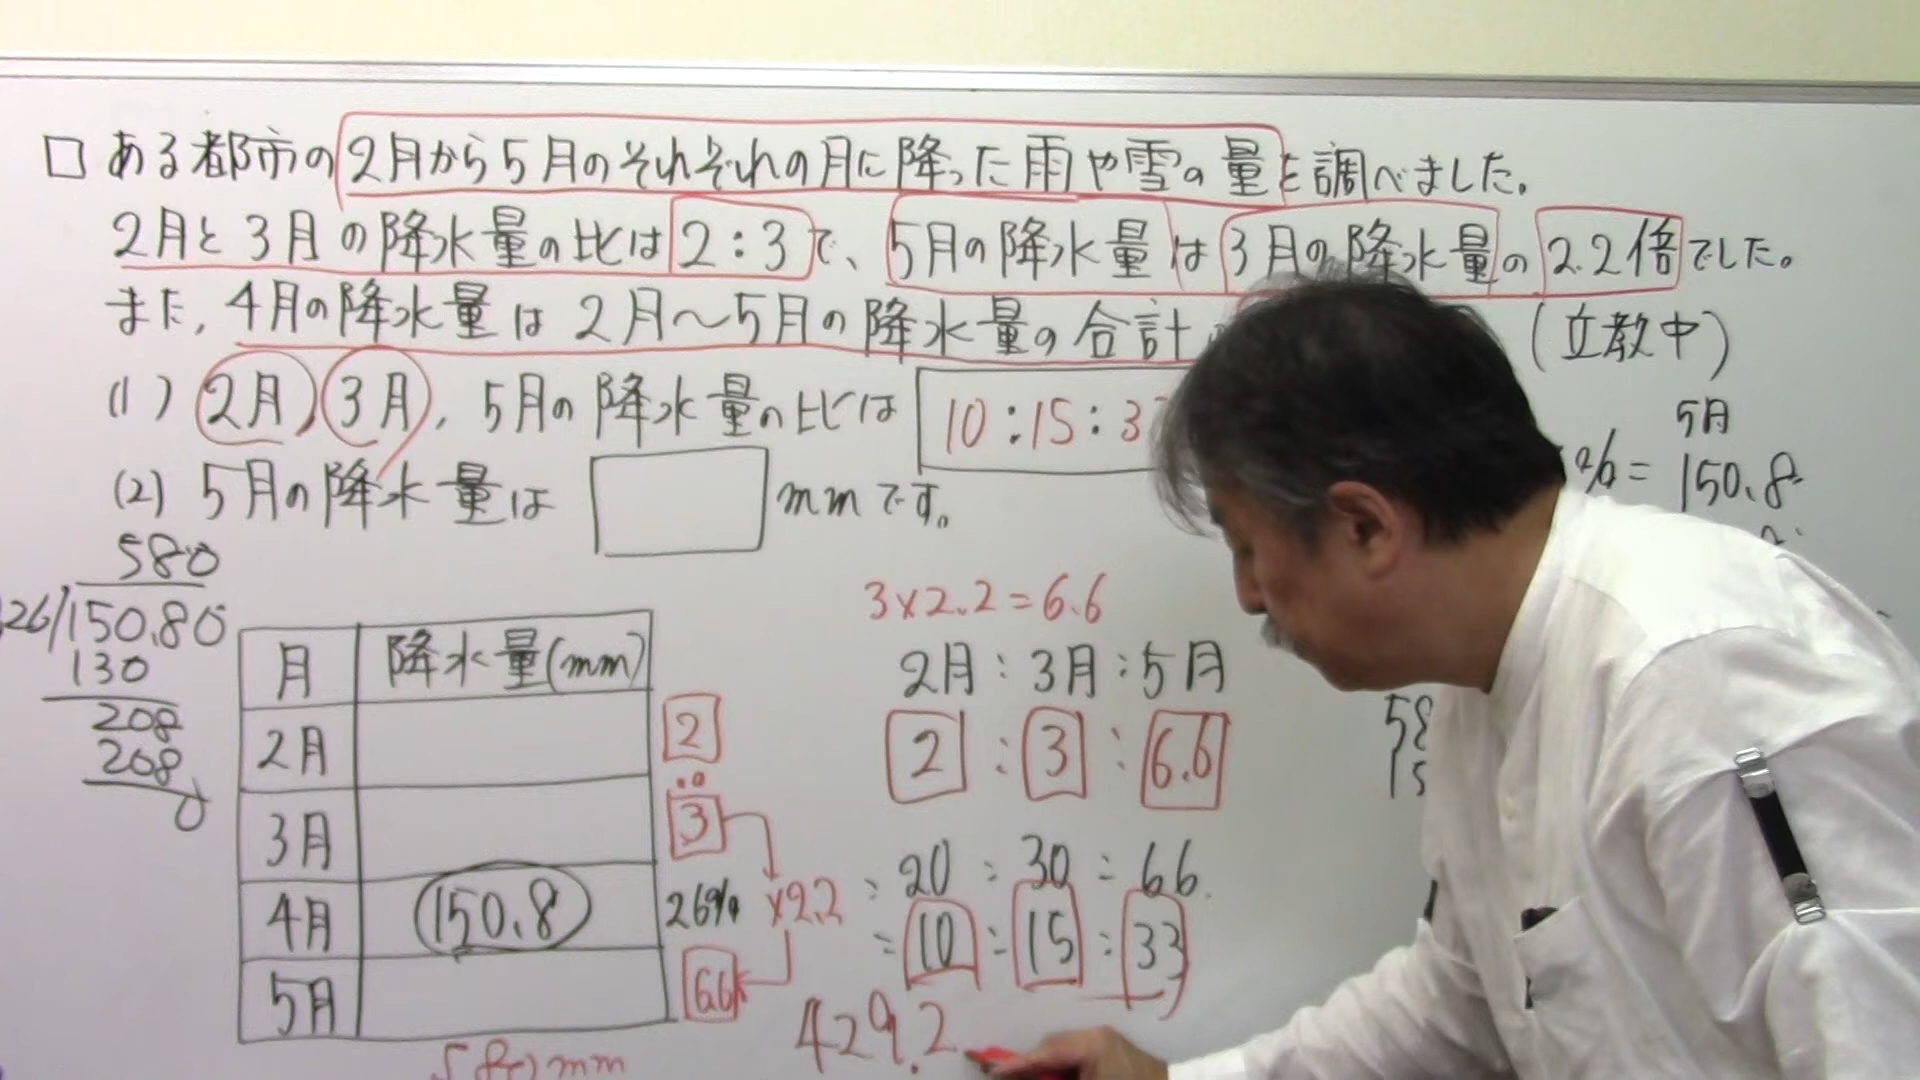 □ ある都市の2月から5月のそれぞれの月に降った雨や雪の量を調べました。
2月と3月の降水量の比は2:3で、5月の降水量は3月の降水量の2.2倍でした。
また、4月の降水量は2月〜5月の降水量の合計
(立教中)
(1) 2月,3月,5月の降水量の比は 10:15:33
(2) 5月の降水量は mmです。
5月
%= 150.8
580
26)150.80
130
208
208
0
月 降水量(mm)
2月
3月
4月 150.8
5月
2
:
3
26%
×2.2
6.6
580mm
3×2.2=6.6
2月:3月:5月
2:3:6.6
=20:30:66
=10:15:33
429.2
58
15